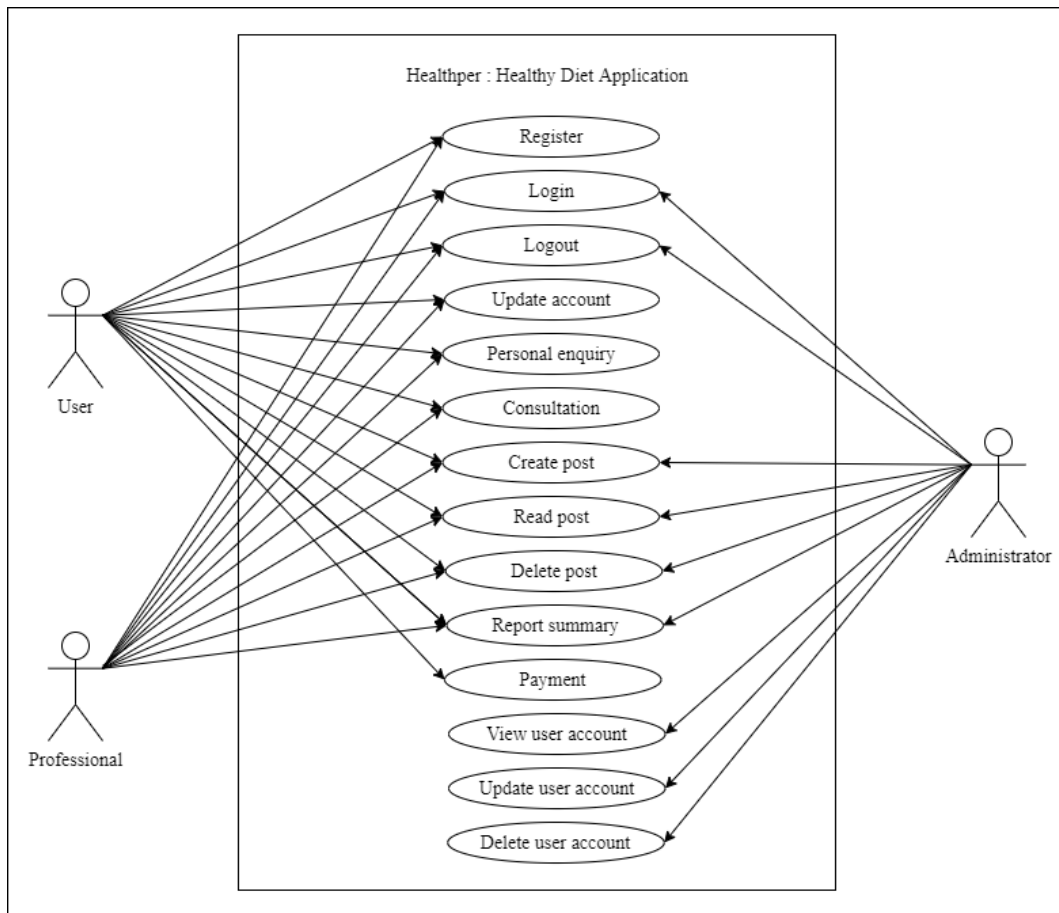 Healthper : Healthy Diet Application
Register
Login
Logout
Update account
Personal enquiry
User
Consultation
Create post
Read post
Administrator
Delete post
Report summary
Payment
View user account
Professional
Update user account
Delete user account